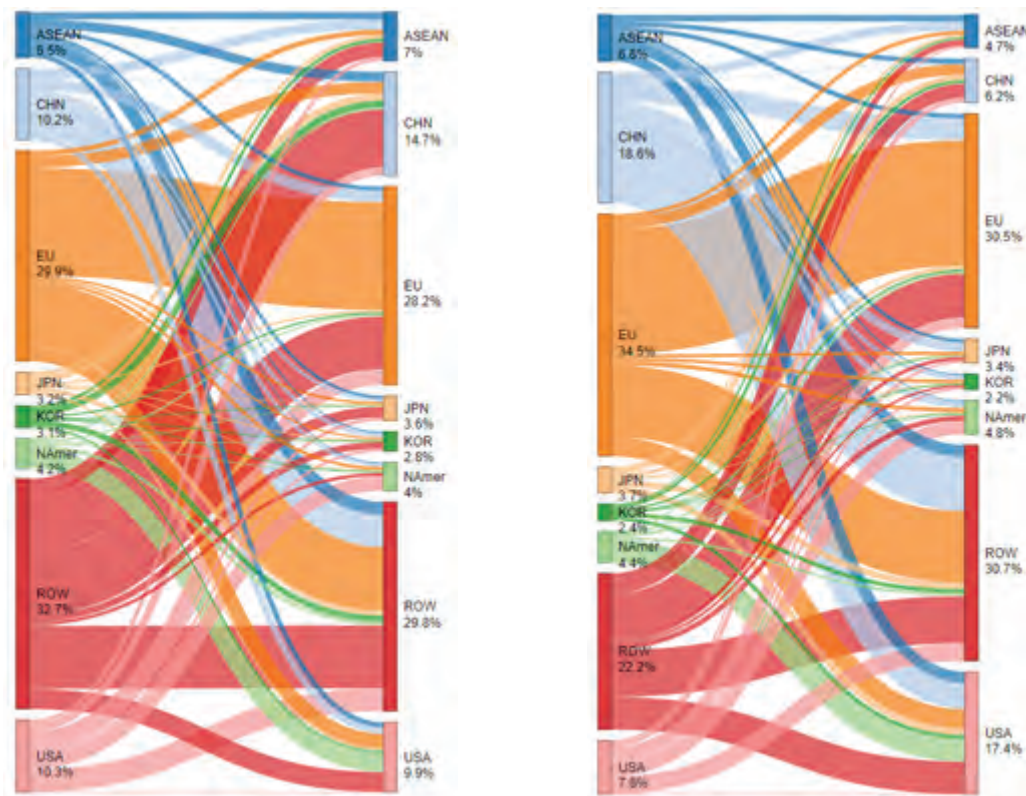 ASEAN
6.5%
CHN
10.2%
EU
29.9%
JPN
3.2%
KOR
3.1%
NAmer
4.2%
ROW
32.7%
USA
10.3%
ASEAN
7%
CHN
14.7%
EU
28.2%
JPN
3.6%
KOR
2.8%
NAmer
4%
ROW
29.8%
USA
9.9%
ASEAN
6.6%
CHN
18.6%
EU
34.5%
JPN
3.7%
KOR
2.4%
NAmer
4.4%
ROW
22.2%
USA
7.6%
ASEAN
4.7%
CHN
6.2%
EU
30.5%
JPN
3.4%
KOR
2.2%
NAmer
4.8%
ROW
30.7%
USA
17.4%